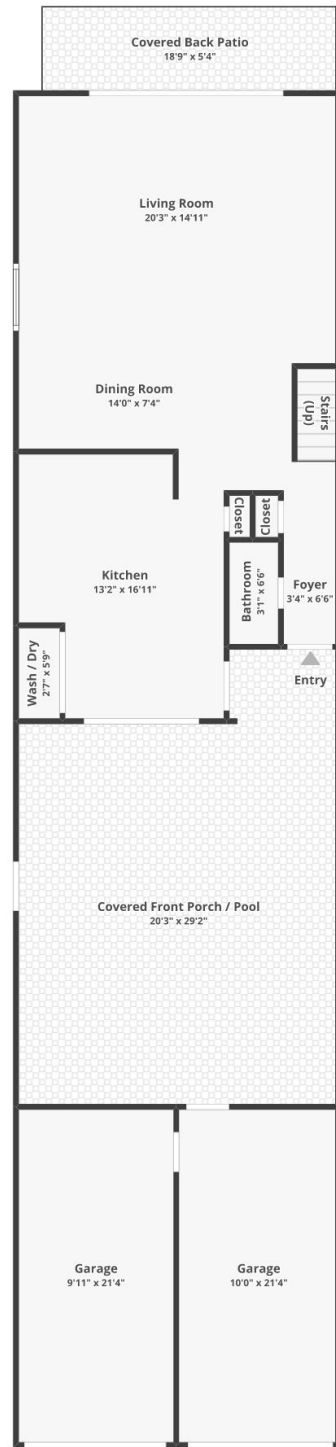 Covered Back Patio
18'9" x 5'4"
Living Room
20'3" x 14'11"
Dining Room
14'0" x 7'4"
Stairs
(Up)
Closet
Closet
Kitchen
13'2" x 16'11"
Bathroom
3'1" x 6'6"
Foyer
3'4" x 6'6"
Wash / Dry
2'7" x 5'9"
Entry
Covered Front Porch / Pool
20'3" x 29'2"
Garage
9'11" x 21'4"
Garage
10'0" x 21'4"